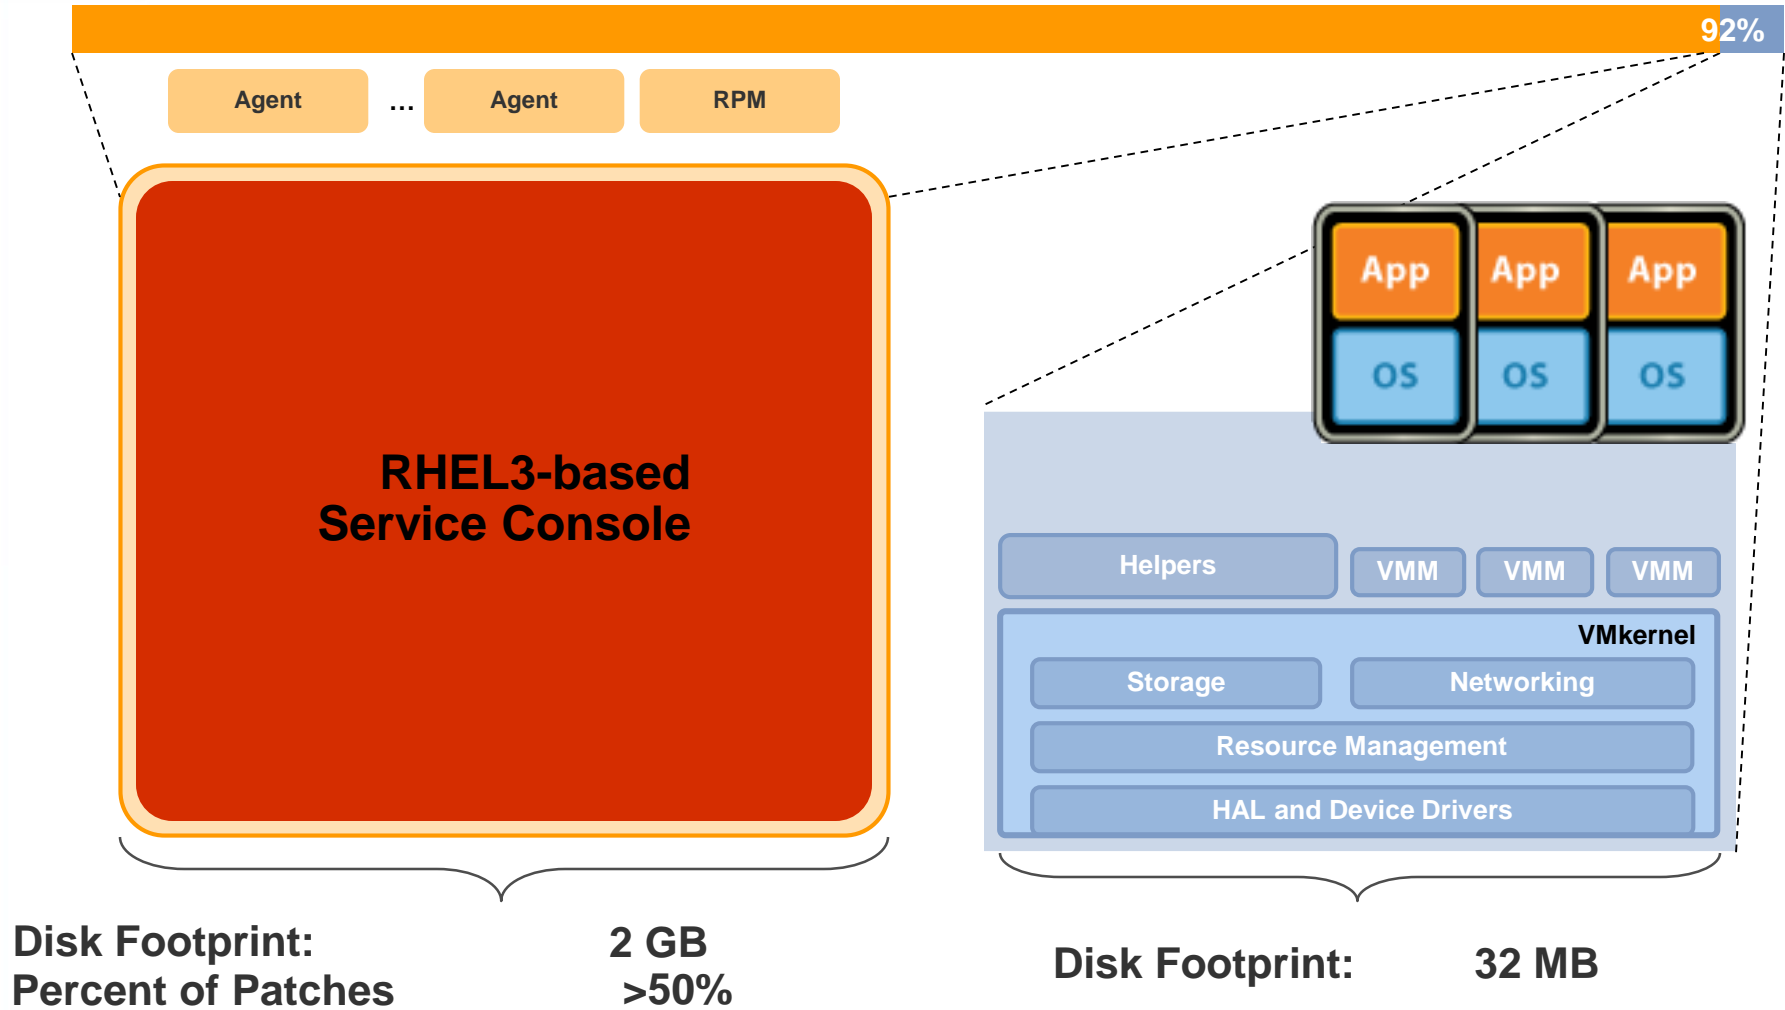 92%
Agent
...
Agent
RPM
RHEL3-based
Service Console
App
App
App
OS
OS
OS
Helpers
VMM
VMM
VMM
VMkernel
Storage
Networking
Resource Management
HAL and Device Drivers
Disk Footprint: 2 GB
Percent of Patches >50%
Disk Footprint: 32 MB